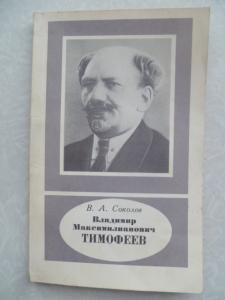 В. А. Соколов
Владимир
Максимилианович
ТИМОФЕЕВ